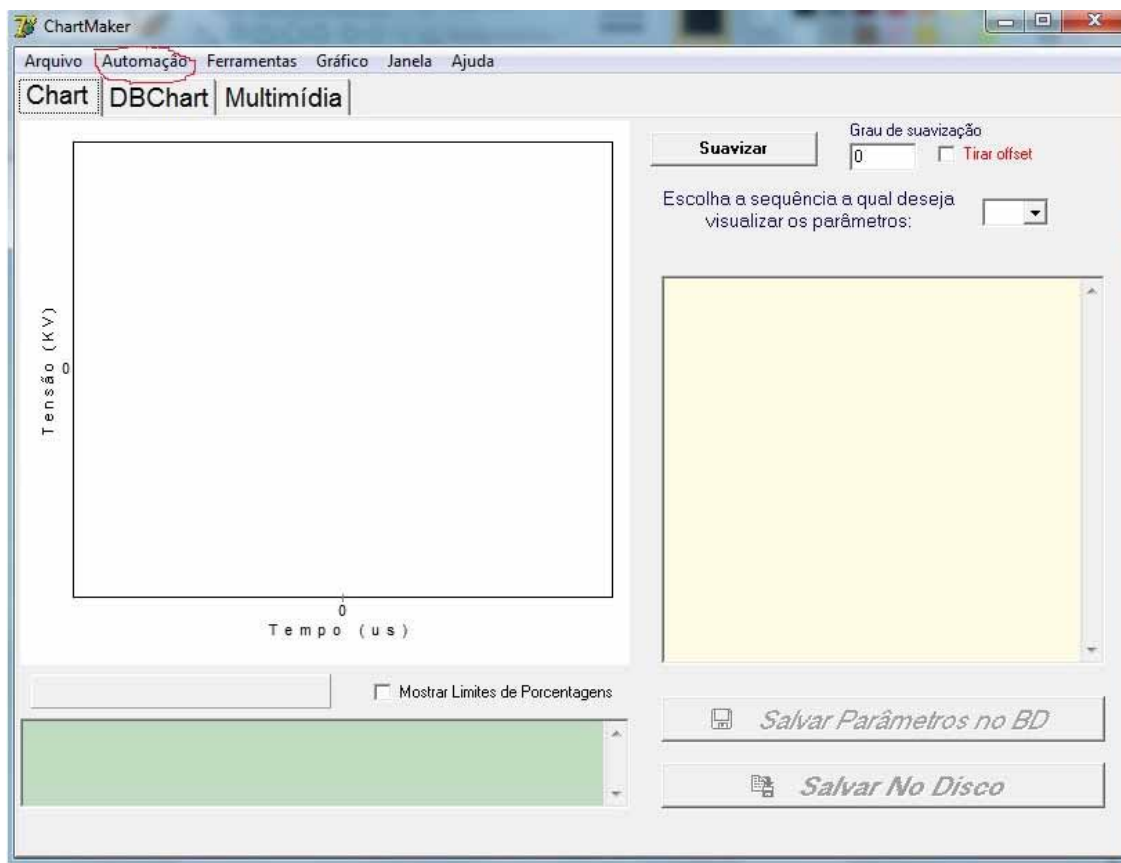 ChartMaker
Arquivo Automação Ferramentas Gráfico Janela Ajuda
Chart DBChart Multimídia
Suavizar
Grau de suavização
0
Tirar offset
Escolha a sequência a qual deseja
visualizar os parâmetros:
Tensão (KV)
0
0
Tempo (us)
Mostrar Limites de Porcentagens
Salvar Parâmetros no BD
Salvar No Disco